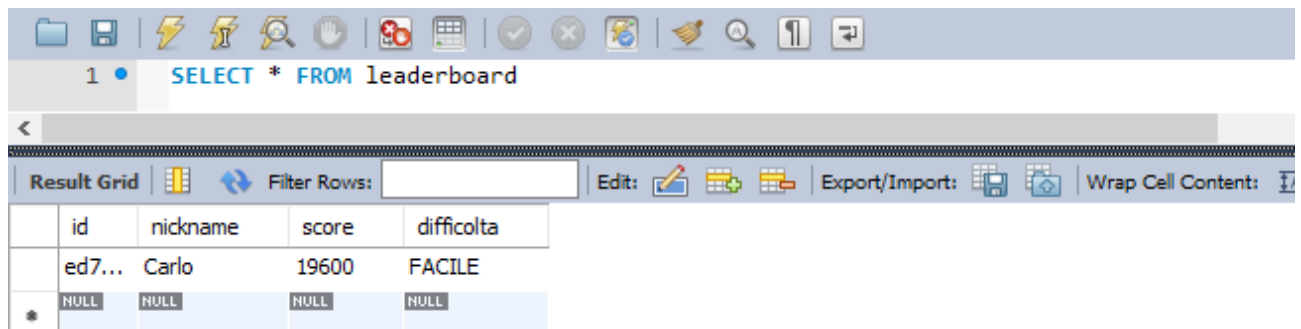 1 SELECT * FROM leaderboard
Result Grid Filter Rows: Edit: Export/Import: Wrap Cell Content:
id nickname score difficolta
ed7... Carlo 19600 FACILE
NULL NULL NULL NULL